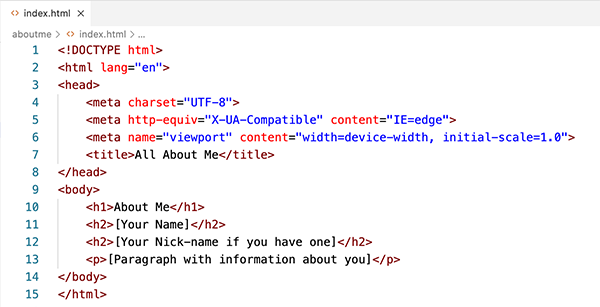 index.html ×
aboutme > index.html > ...
1 <!DOCTYPE html>
2 <html lang="en">
3 <head>
4     <meta charset="UTF-8">
5     <meta http-equiv="X-UA-Compatible" content="IE=edge">
6     <meta name="viewport" content="width=device-width, initial-scale=1.0">
7     <title>All About Me</title>
8 </head>
9 <body>
10     <h1>About Me</h1>
11     <h2>[Your Name]</h2>
12     <h2>[Your Nick-name if you have one]</h2>
13     <p>[Paragraph with information about you]</p>
14 </body>
15 </html>